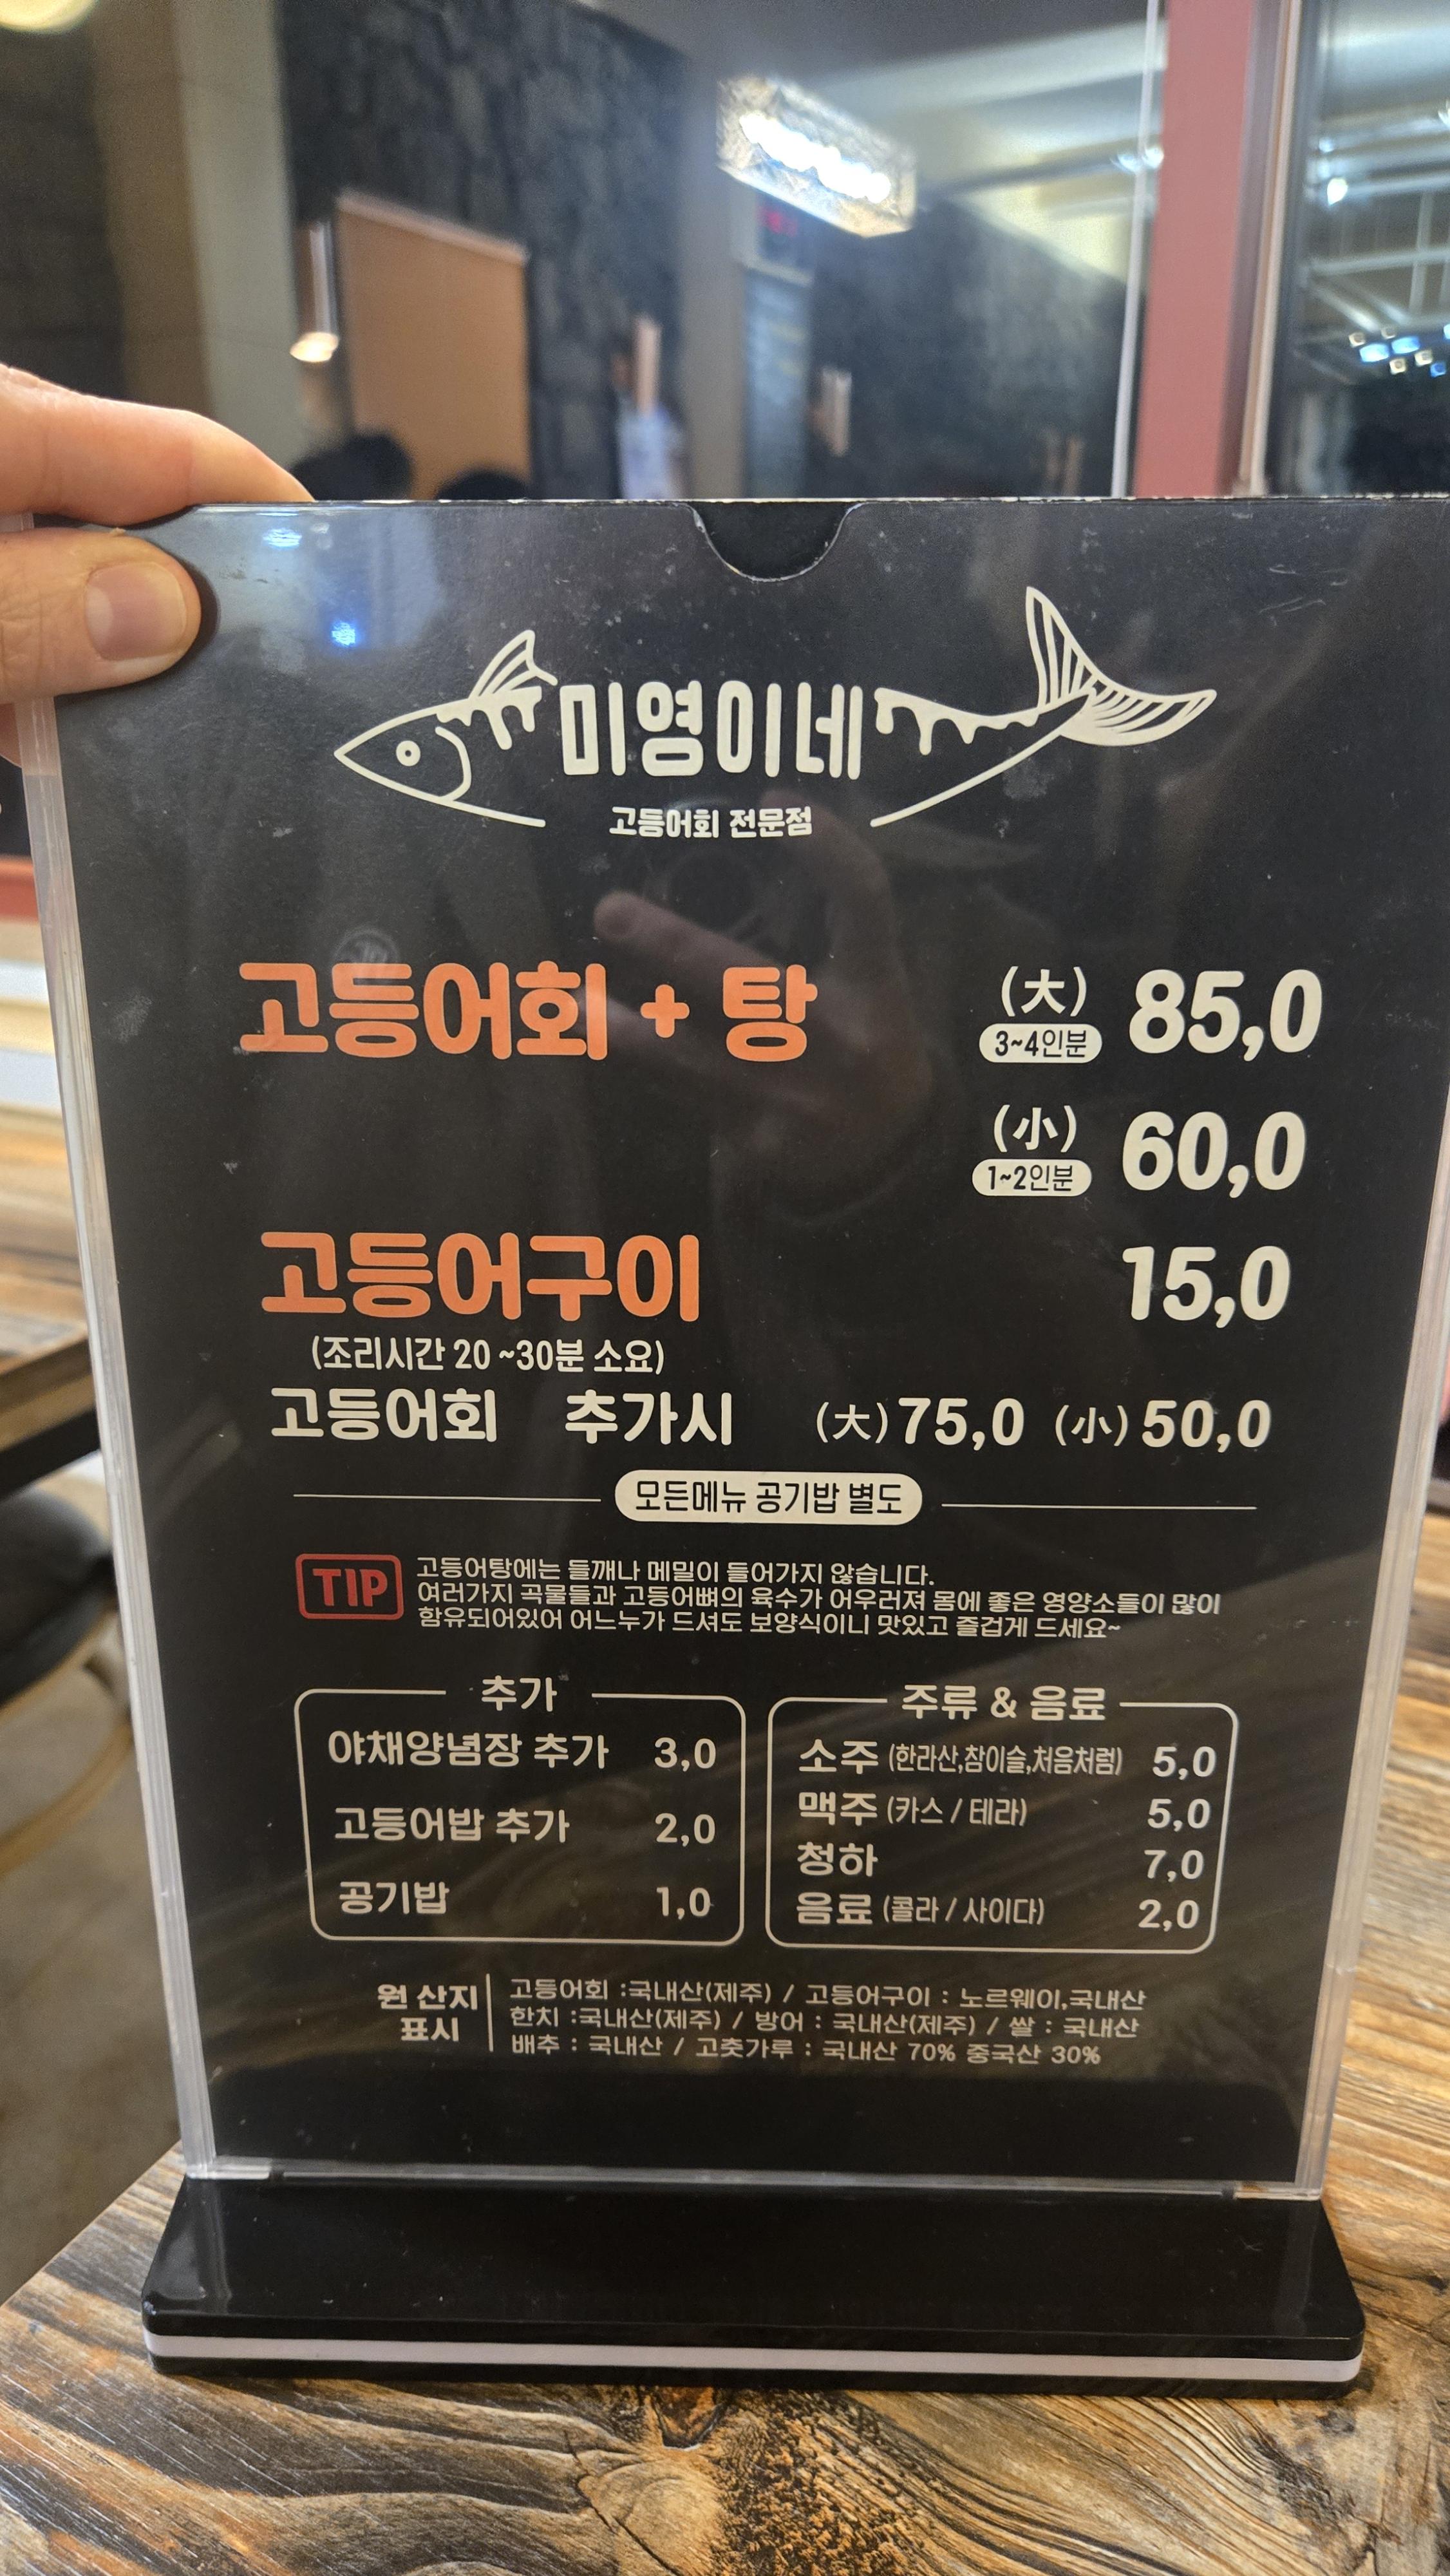 미영이네
고등어회 전문점
고등어회 + 탕 (大) 85,0
3~4인분
(小) 60,0
1~2인분
고등어구이 15,0
(조리시간 20 ~30분 소요)
고등어회 추가시 (大) 75,0 (小) 50,0
모든메뉴 공기밥 별도
TIP
고등어탕에는 들깨나 메밀이 들어가지 않습니다.
여러가지 곡물들과 고등어뼈의 육수가 어우러져 몸에 좋은 영양소들이 많이
함유되어있어 어느누가 드셔도 보양식이니 맛있고 즐겁게 드세요~
추가
야채양념장 추가 3,0
고등어밥 추가 2,0
공기밥 1,0
주류 & 음료
소주 (한라산,참이슬,처음처럼) 5,0
맥주 (카스 / 테라) 5,0
청하 7,0
음료 (콜라 / 사이다) 2,0
원 산지
표시
고등어회 :국내산(제주) / 고등어구이 : 노르웨이,국내산
한치 :국내산(제주) / 방어 : 국내산(제주) / 쌀 : 국내산
배추 : 국내산 / 고춧가루 : 국내산 70% 중국산 30%